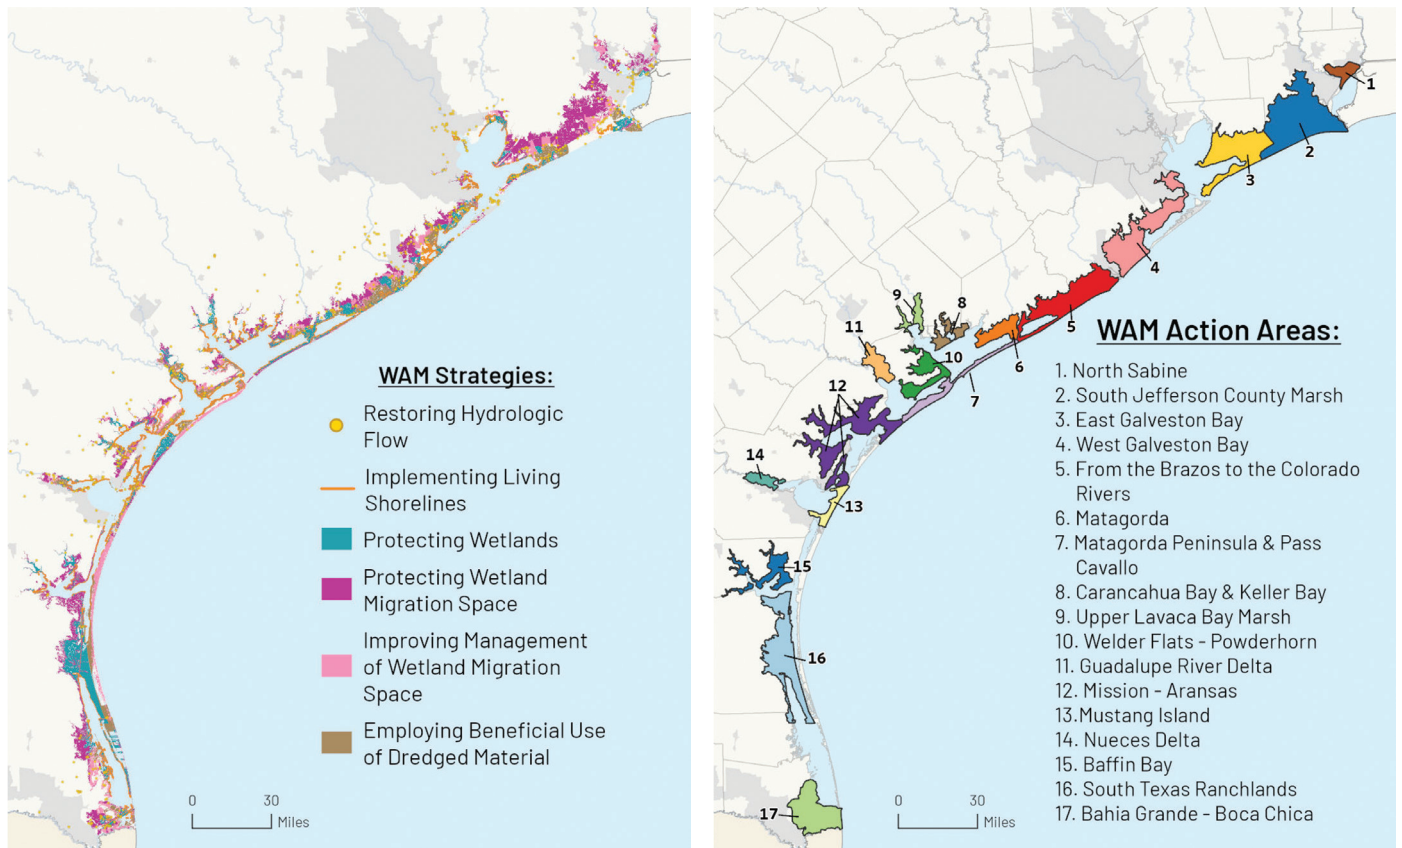 WAM Strategies:
Restoring Hydrologic
Flow
Implementing Living
Shorelines
Protecting Wetlands
Protecting Wetland
Migration Space
Improving Management
of Wetland Migration
Space
Employing Beneficial Use
of Dredged Material
0 30
Miles
1
2
3
4
5
6
7
8
9
10
11
12
13
14
15
16
17
WAM Action Areas:
1. North Sabine
2. South Jefferson County Marsh
3. East Galveston Bay
4. West Galveston Bay
5. From the Brazos to the Colorado
Rivers
6. Matagorda
7. Matagorda Peninsula & Pass
Cavallo
8. Carancahua Bay & Keller Bay
9. Upper Lavaca Bay Marsh
10. Welder Flats - Powderhorn
11. Guadalupe River Delta
12. Mission - Aransas
13.Mustang Island
14. Nueces Delta
15. Baffin Bay
16. South Texas Ranchlands
17. Bahia Grande - Boca Chica
0 30
Miles